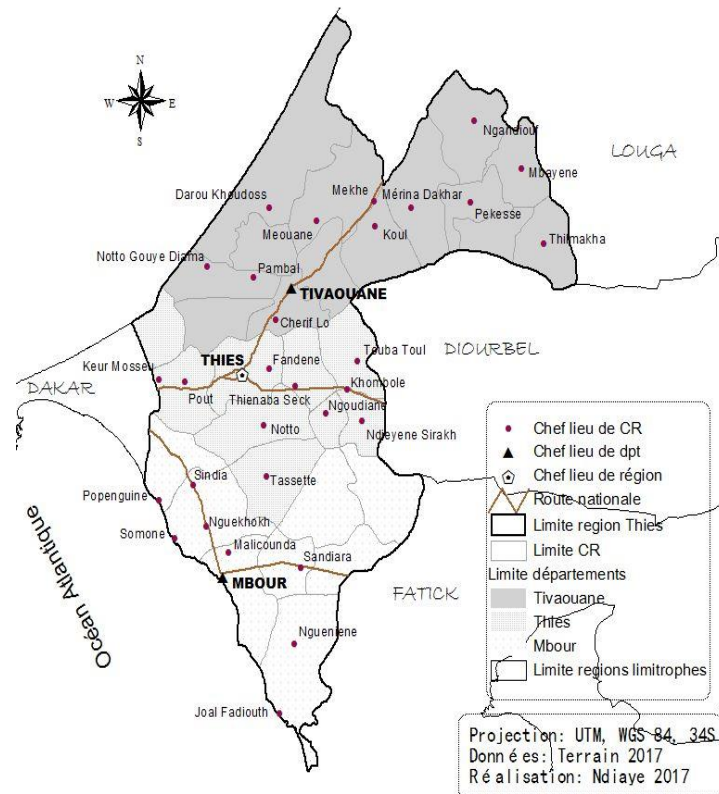 N
W E
S
Ngandiouf
LOUGA
Mbayene
Darou Khoudoss
Mekhe
Mérina Dakhar
Meouane
Koul
Pekesse
Thilmakha
Notto Gouye Diama
Pambal
TIVAOUANE
Cherif Lo
THIES
Fandene
Touba Toul
DIOURBEL
Keur Mosseu
DAKAR
Pout
Thienaba Seck
Khombole
Ngoudiane
Notto
Ndieyene Sirakh
Sindia
Tassette
Popenguine
Nguekhokh
Somone
Malicounda
Sandiara
MBOUR
FATICK
Océan Atlantique
Ngueniene
Joal Fadiouth
Chef lieu de CR
Chef lieu de dpt
Chef lieu de région
Route nationale
Limite region Thies
Limite CR
Limite départements
Tivaouane
Thies
Mbour
Limite regions limitrophes
Projection: UTM, WGS 84, 34S
Données: Terrain 2017
Réalisation: Ndiaye 2017